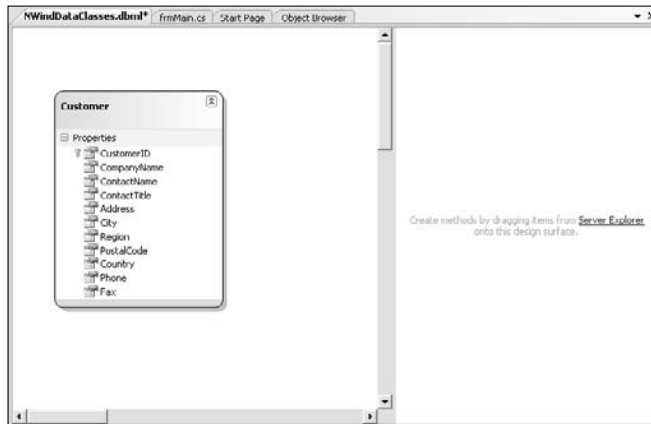 NWindDataClasses.dbml* frmMain.cs Start Page Object Browser
Customer
Properties
CustomerID
CompanyName
ContactName
ContactTitle
Address
City
Region
PostalCode
Country
Phone
Fax
Create methods by dragging items from Server Explorer
onto this design surface.